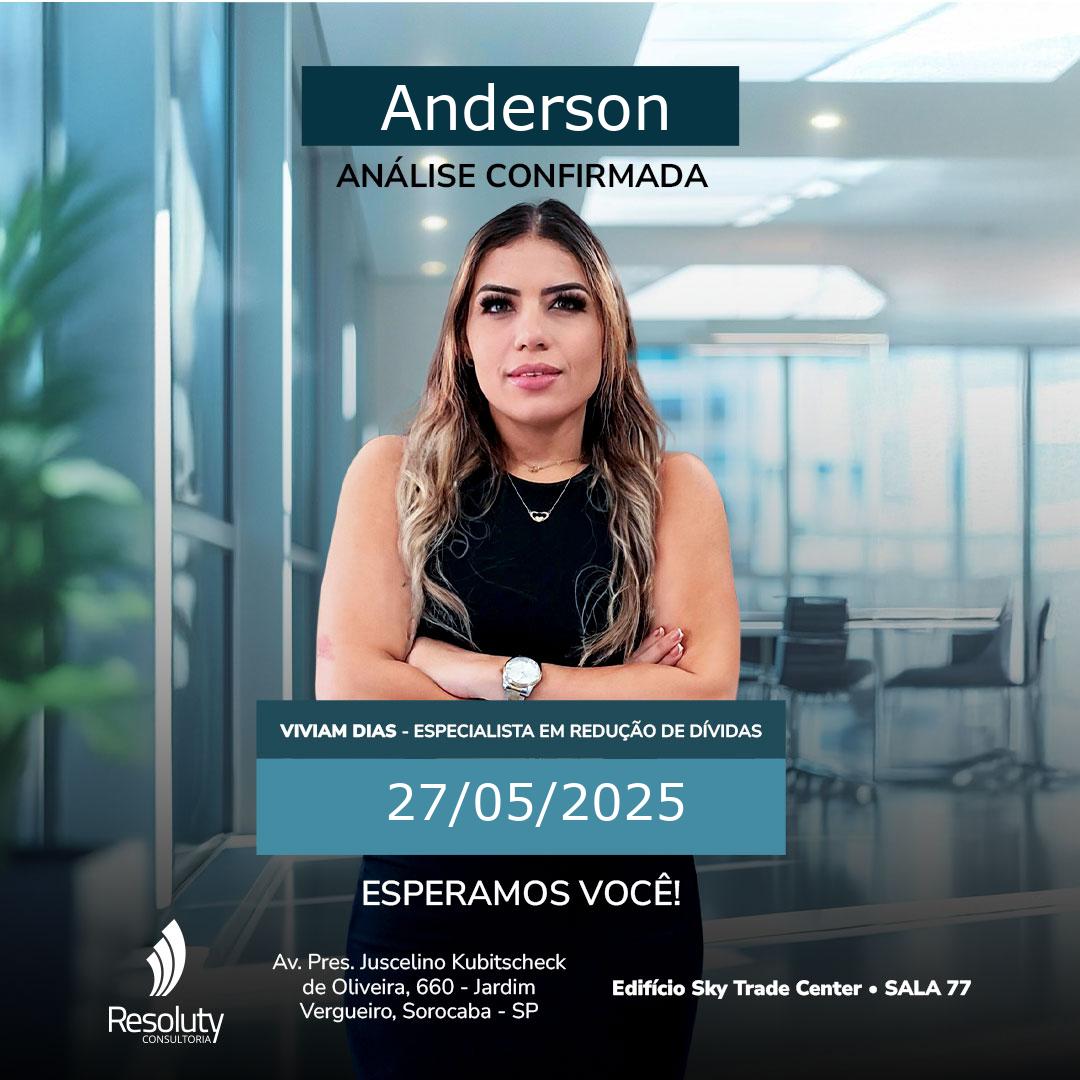 Anderson
ANÁLISE CONFIRMADA
VIVIAM DIAS - ESPECIALISTA EM REDUÇÃO DE DÍVIDAS
27/05/2025
ESPERAMOS VOCÊ!
Av. Pres. Juscelino Kubitscheck
de Oliveira, 660 - Jardim
Vergueiro, Sorocaba - SP
Edifício Sky Trade Center • SALA 77
Resoluty
CONSULTORIA